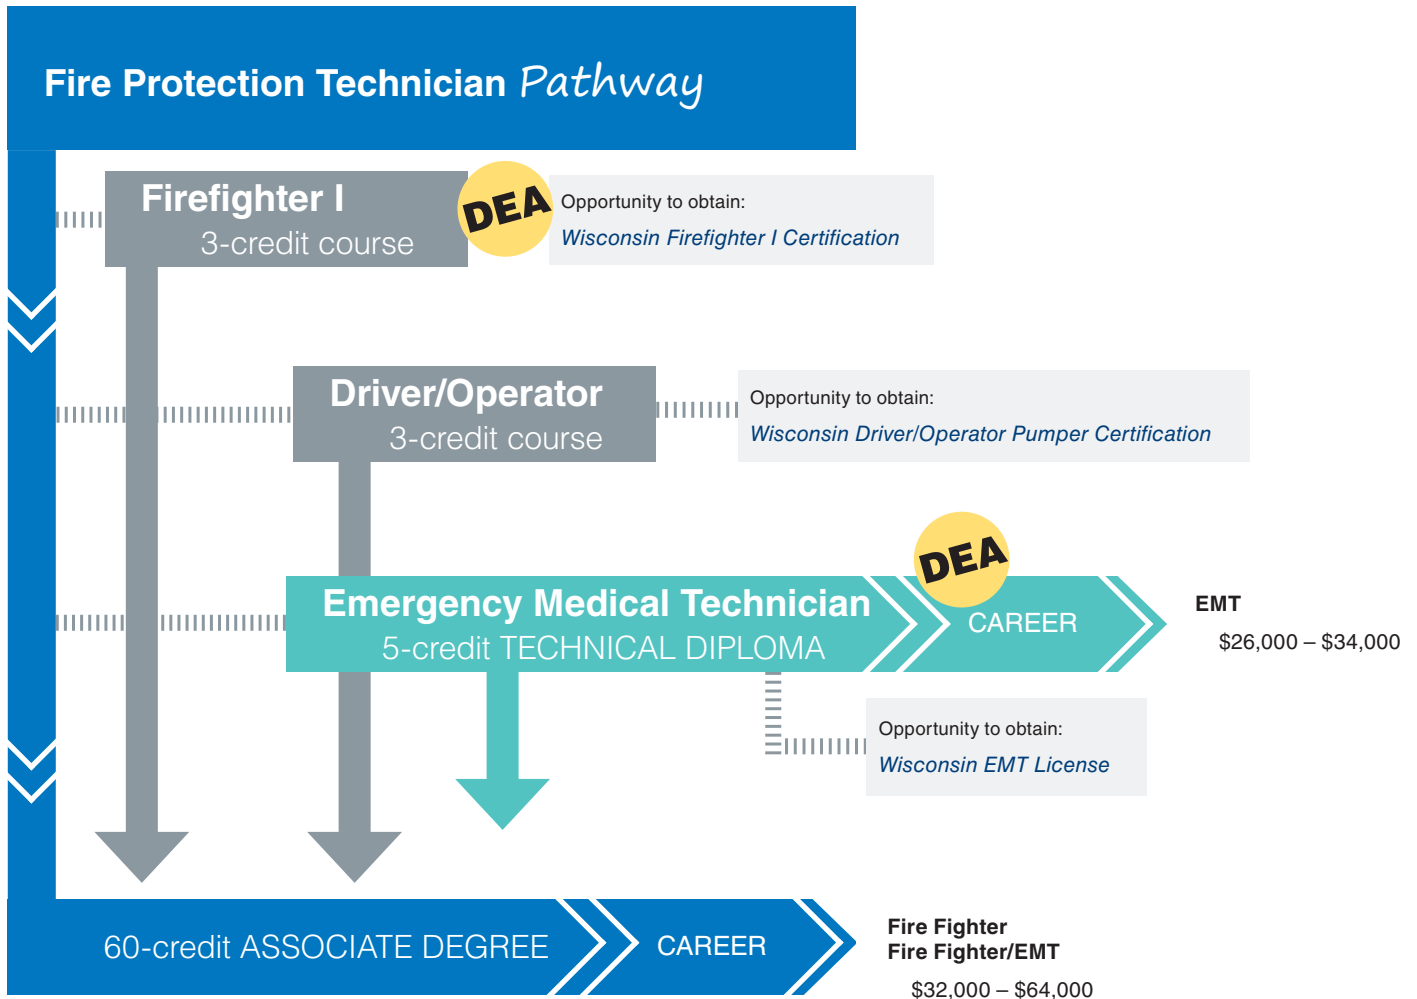 Fire Protection Technician Pathway
Firefighter I
3-credit course
DEA
Opportunity to obtain:
Wisconsin Firefighter I Certification
Driver/Operator
3-credit course
Opportunity to obtain:
Wisconsin Driver/Operator Pumper Certification
DEA
Emergency Medical Technician
5-credit TECHNICAL DIPLOMA
CAREER
EMT
$26,000 – $34,000
Opportunity to obtain:
Wisconsin EMT License
60-credit ASSOCIATE DEGREE
CAREER
Fire Fighter
Fire Fighter/EMT
$32,000 – $64,000